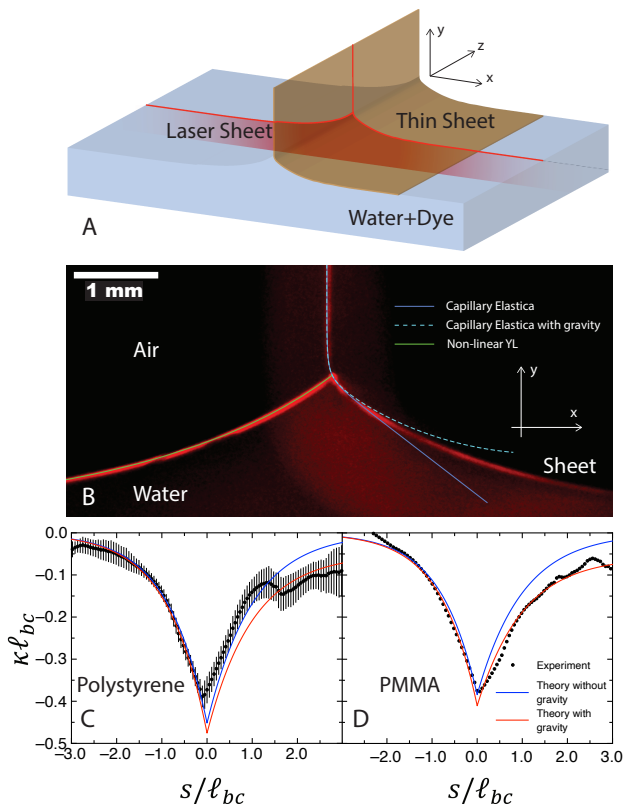 y
z
x
Laser Sheet
Thin Sheet
Water+Dye
A
1 mm
Capillary Elastica
Capillary Elastica with gravity
Non-linear YL
Air
y
x
Sheet
B
Water
0.0
−0.1
−0.2
−0.3
−0.4
−0.5
κℓbc
Polystyrene
C
PMMA
D
Experiment
Theory without
gravity
Theory with
gravity
−3.0
−2.0
−1.0
0.0
1.0
2.0
−2.0
−1.0
0.0
1.0
2.0
3.0
s/ℓbc
s/ℓbc